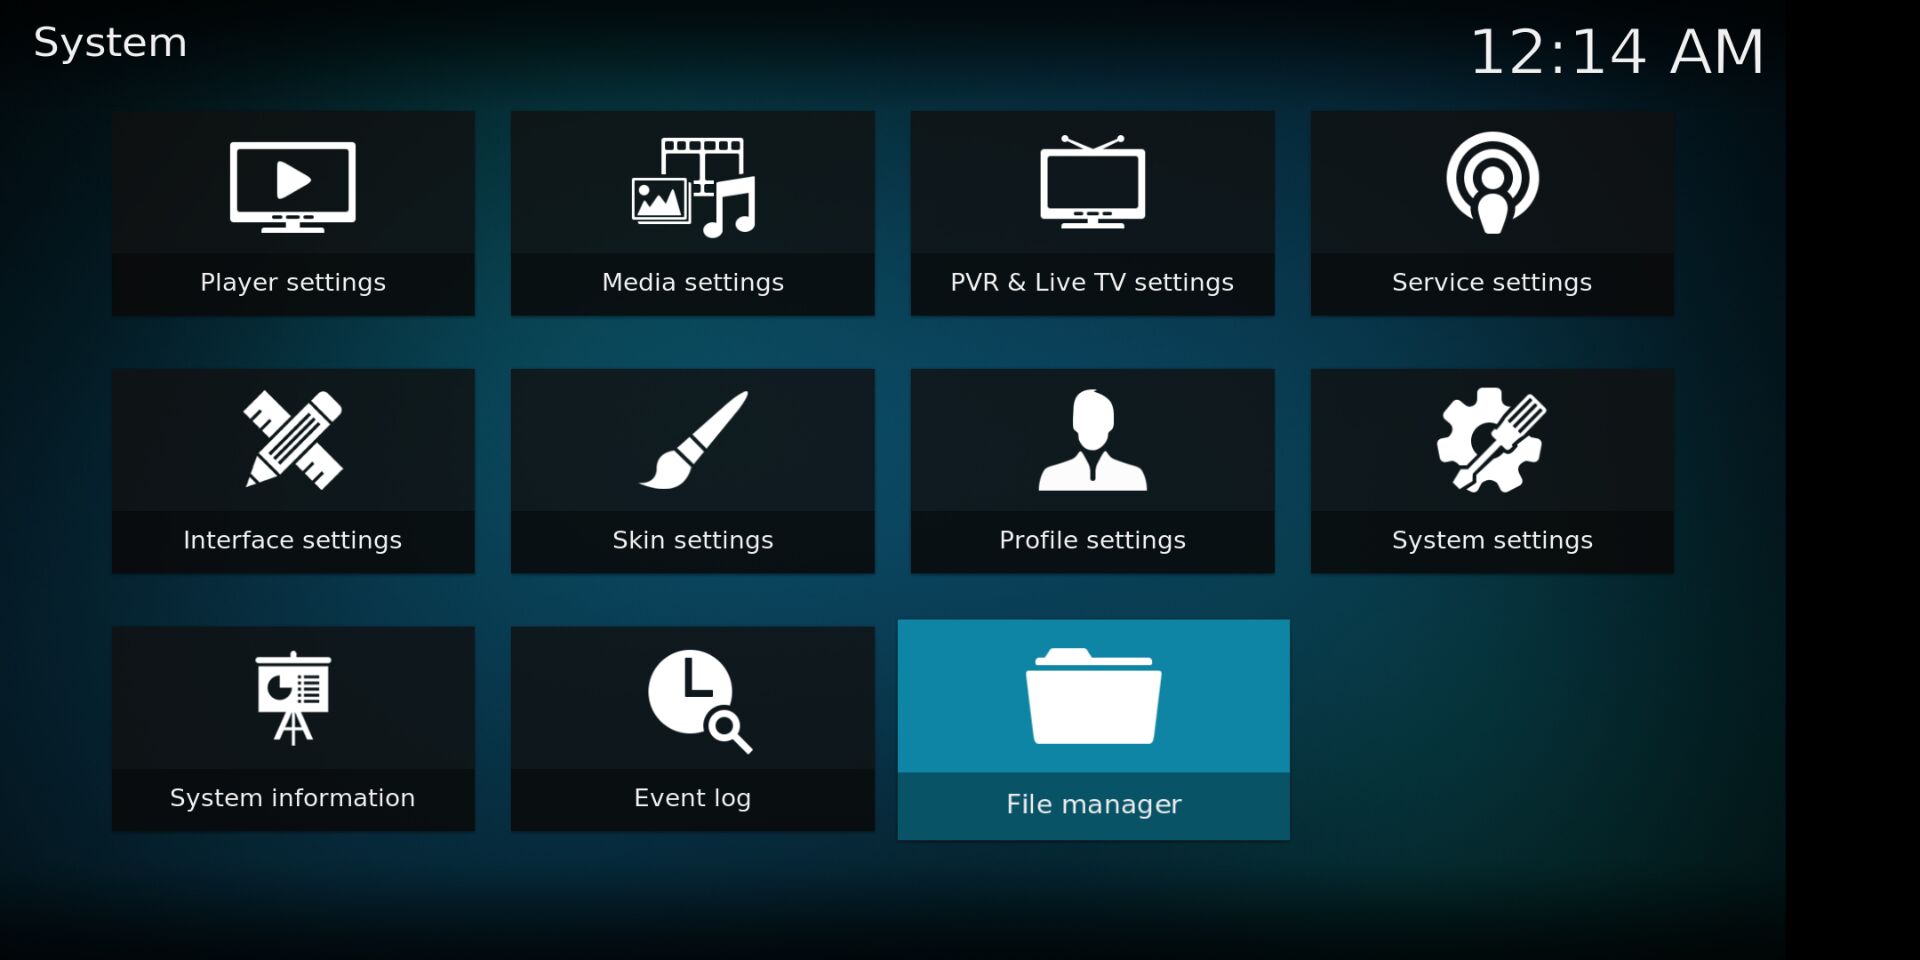 System
12:14 AM
Player settings
Media settings
PVR & Live TV settings
Service settings
Interface settings
Skin settings
Profile settings
System settings
System information
Event log
File manager